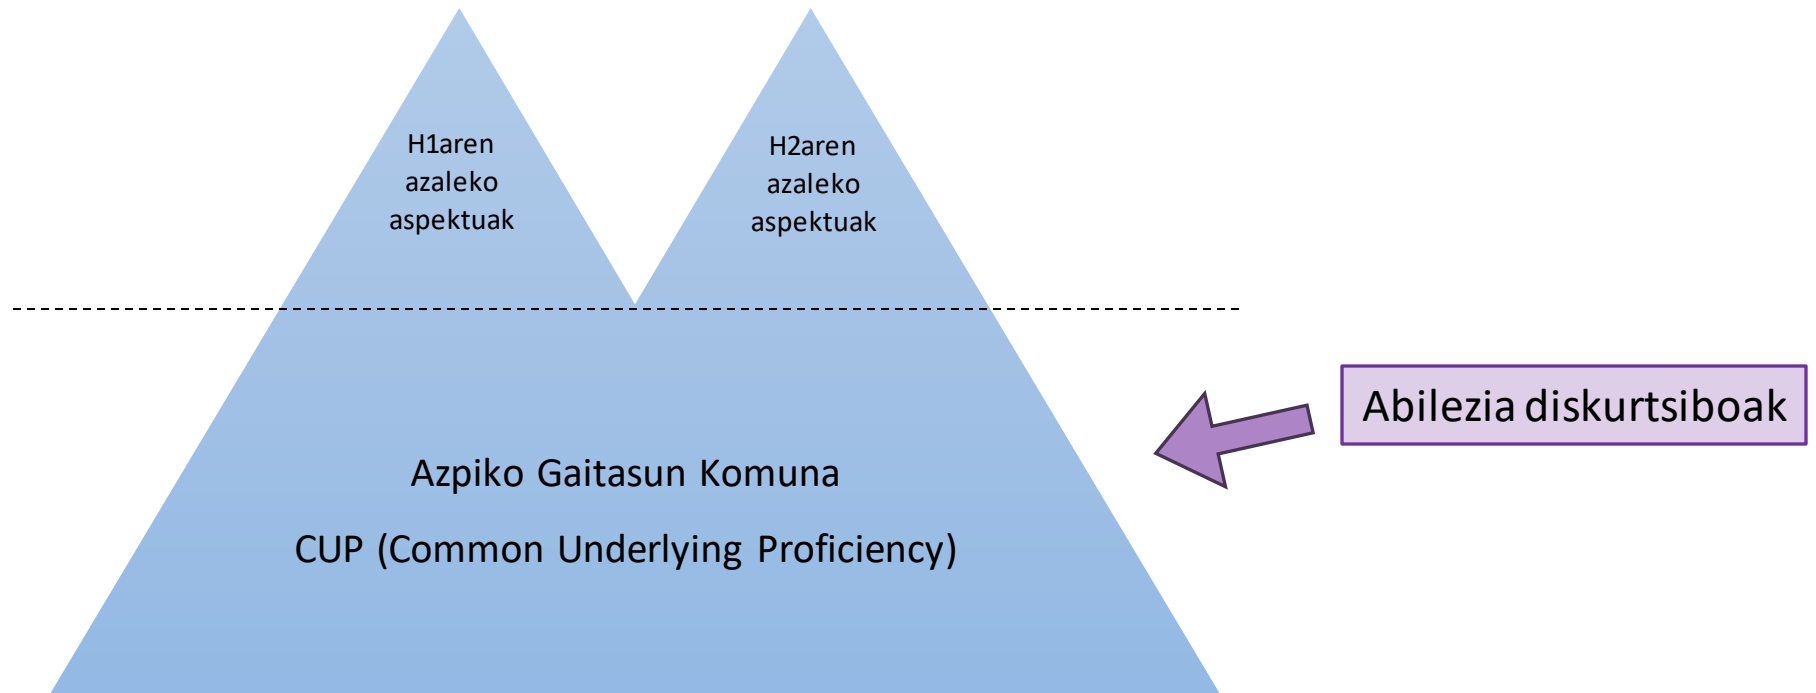 H1aren
azaleko
aspektuak
H2aren
azaleko
aspektuak
Abilezia diskurtsiboak
Azpiko Gaitasun Komuna
CUP (Common Underlying Proficiency)